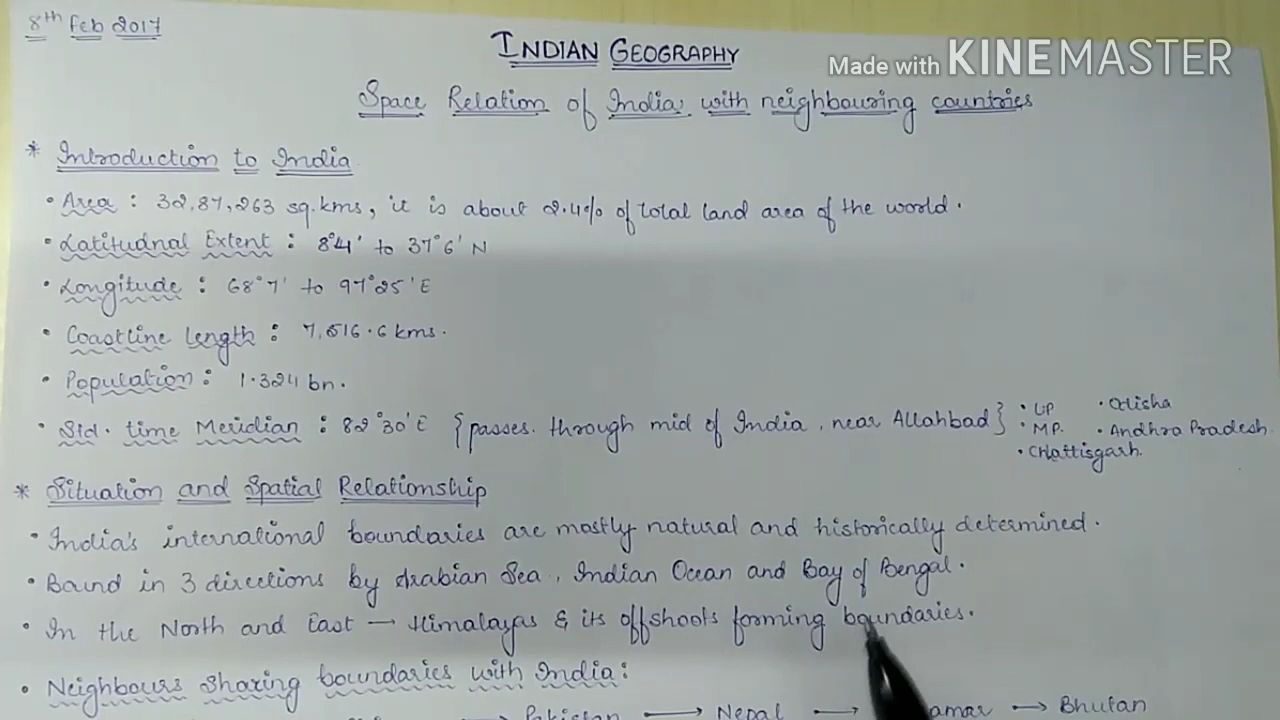 8th Feb 2017
INDIAN GEOGRAPHY
Made with KINEMASTER
Space Relation of India with neighbouring countries
* Introduction to India
• Area : 32,87,263 sq.kms, it is about 2.4% of total land area of the world.
• Latitudnal Extent : 8°4' to 37°6' N
• Longitude : 68°7' to 97°25' E
• Coastline length : 7,516.6 kms.
• Population : 1.324 bn.
• Std. time Meridian : 82°30' E {passes through mid of India, near Allahbad} • UP • Odisha
• MP. • Andhra Pradesh
• Chattisgarh.
* Situation and Spatial Relationship
• India's international boundaries are mostly natural and historically determined.
• Baund in 3 directions by Arabian Sea, Indian Ocean and Bay of Bengal.
• In the North and East → Himalayas & its offshoots forming boundaries.
• Neighbours sharing boundaries with India :
→ Pakistan → Nepal → → Bhutan